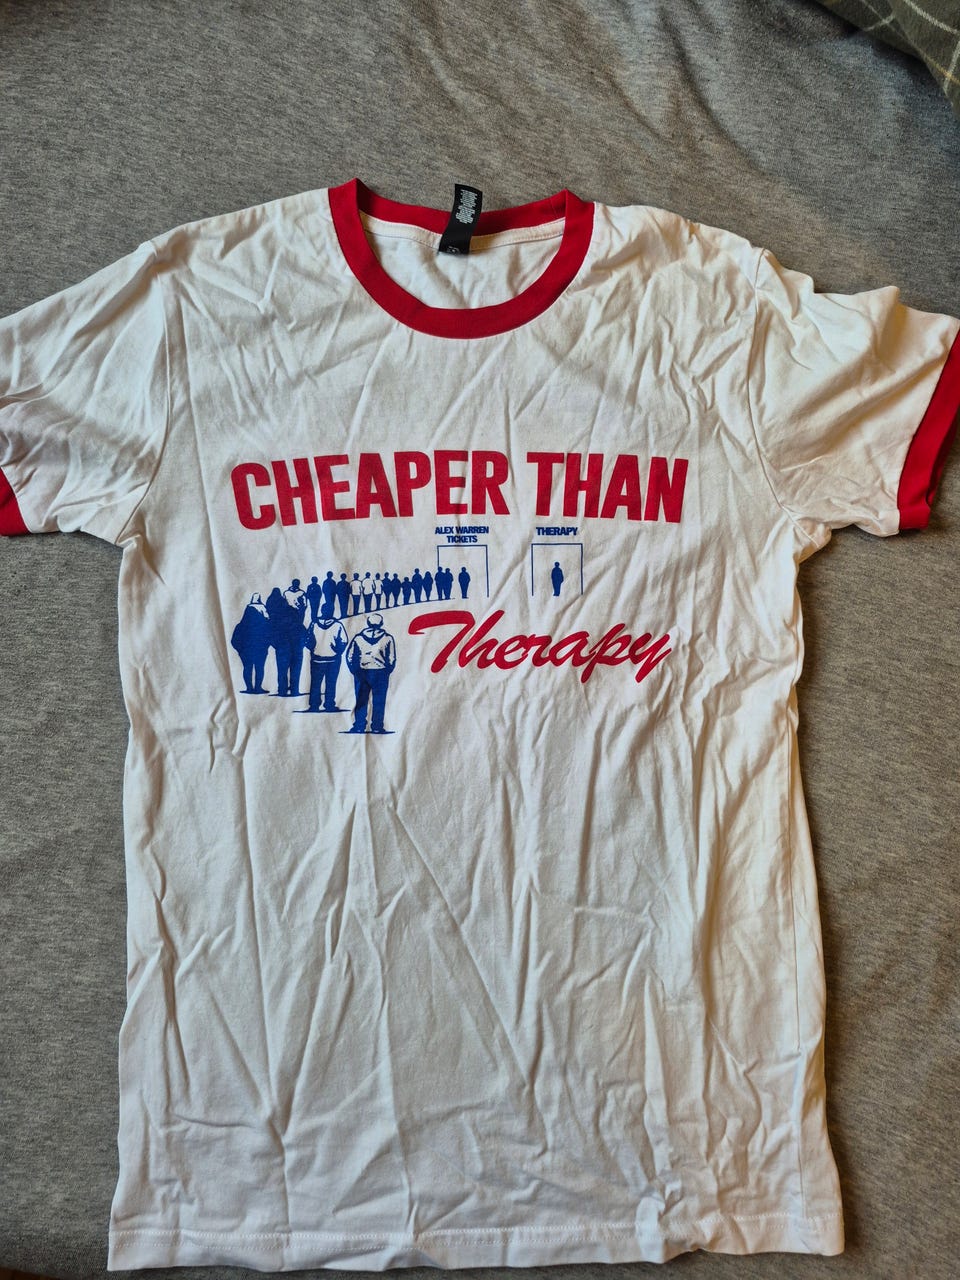 CHEAPER THAN
ALEX WARREN
TICKETS
THERAPY
Therapy